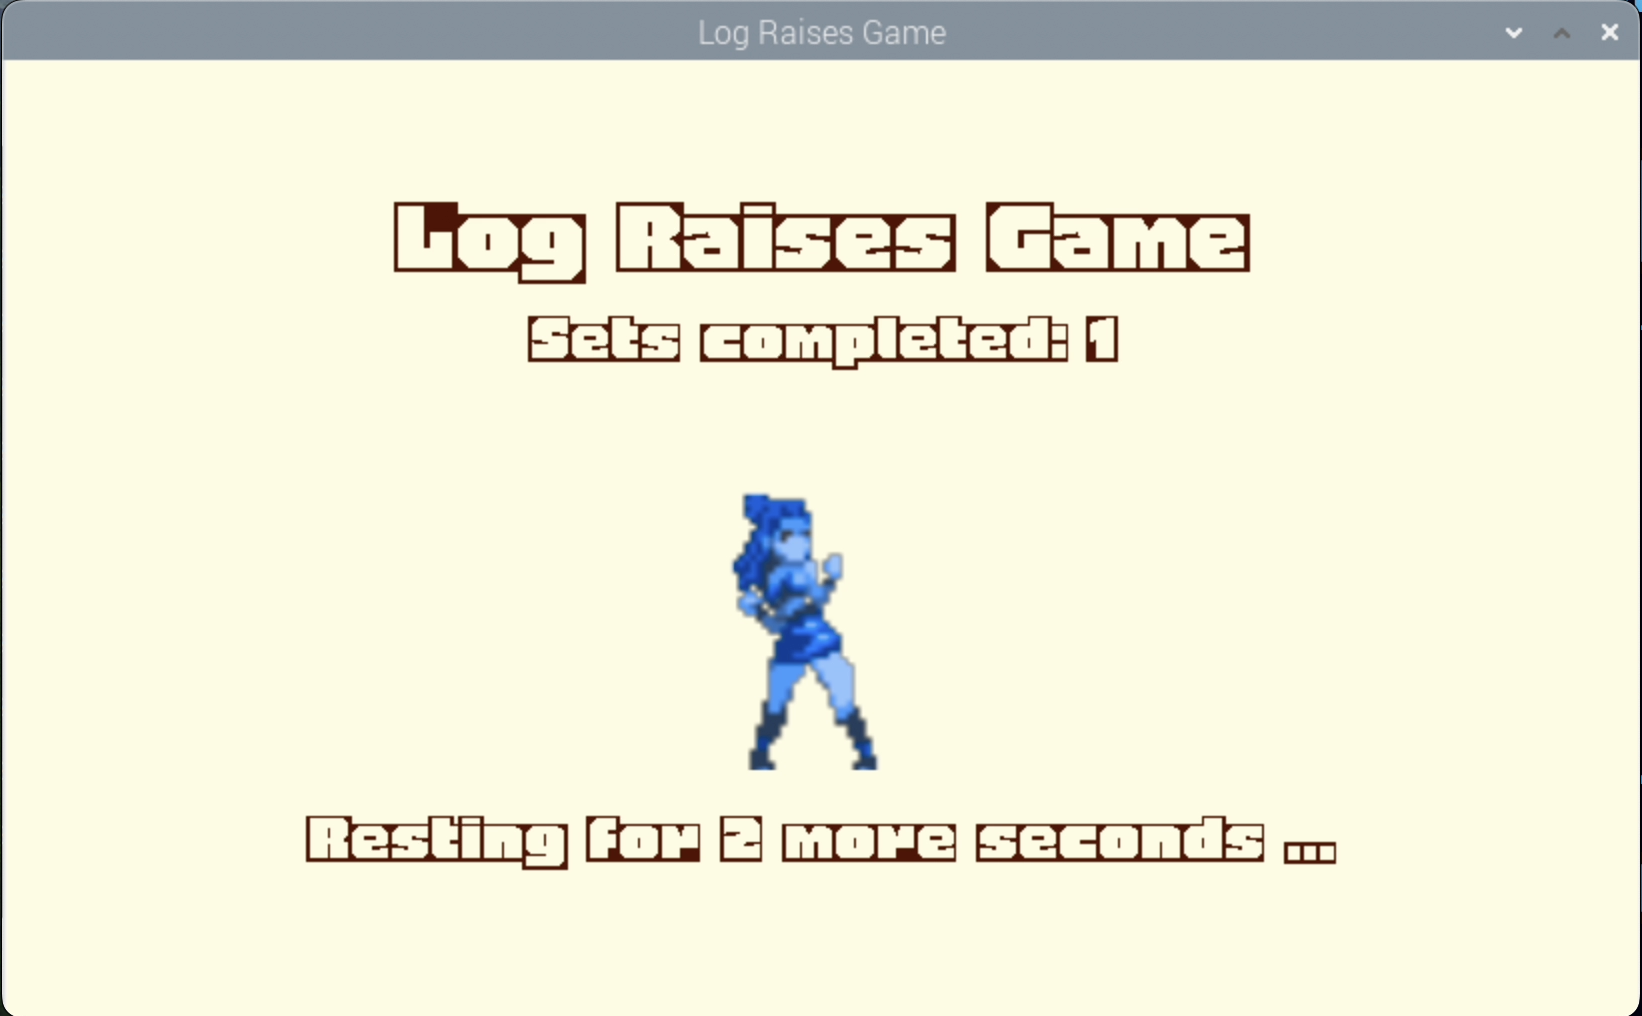 Log Raises Game
Log Raises Game
Sets completed: 1
Resting for 2 more seconds ...